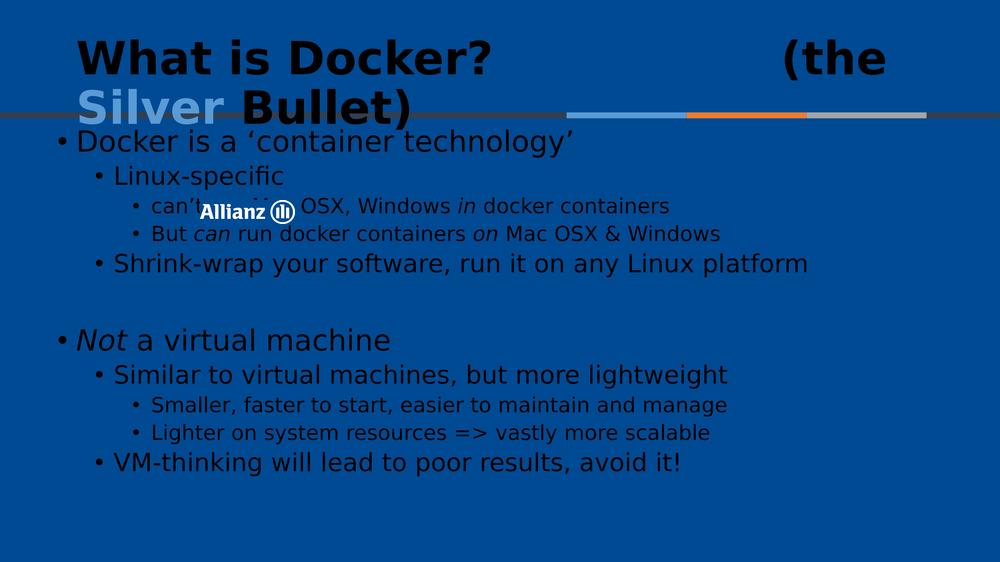 What is Docker? (the
Silver Bullet)
• Docker is a ‘container technology’
• Linux-specific
• can’t OSX, Windows in docker containers
Allianz
• But can run docker containers on Mac OSX & Windows
• Shrink-wrap your software, run it on any Linux platform
• Not a virtual machine
• Similar to virtual machines, but more lightweight
• Smaller, faster to start, easier to maintain and manage
• Lighter on system resources => vastly more scalable
• VM-thinking will lead to poor results, avoid it!